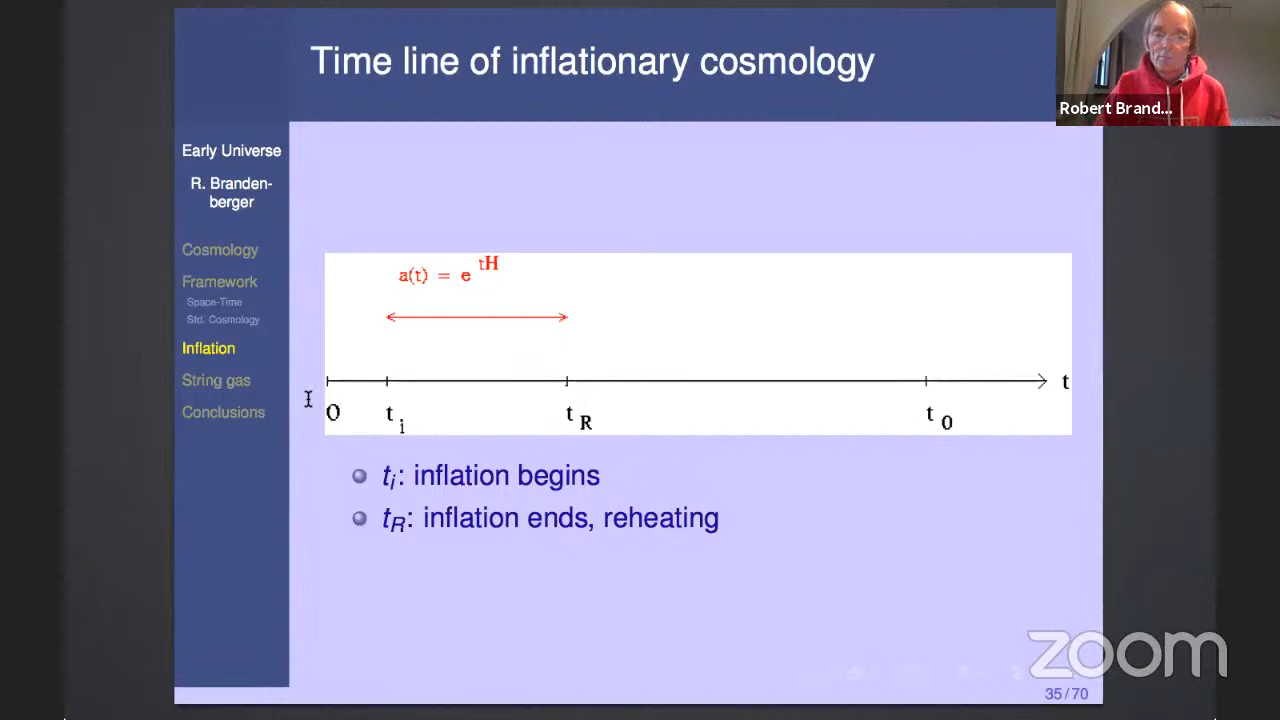 Time line of inflationary cosmology
Robert Brand...
Early Universe
R. Branden-
berger
Cosmology
Framework
Space-Time
Std. Cosmology
Inflation
String gas
Conclusions
a(t) = e tH
t
0 t i t R t 0
t_i: inflation begins
t_R: inflation ends, reheating
zoom
35/70